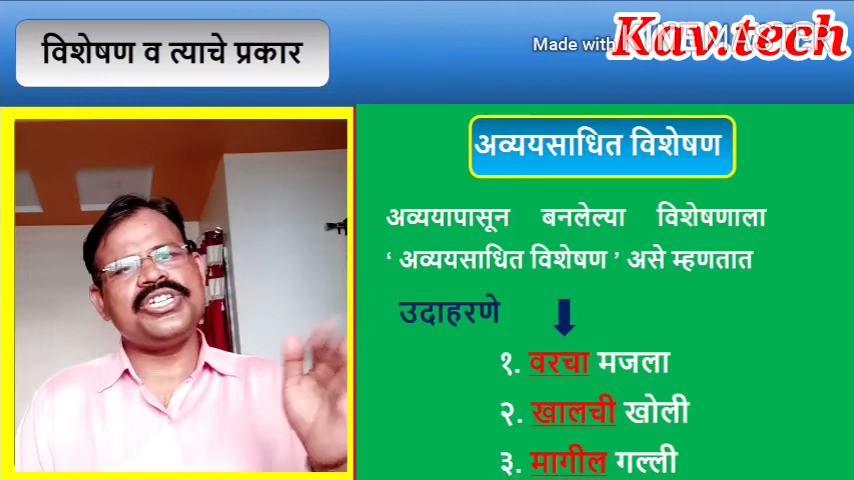 विशेषण व त्याचे प्रकार
Made with KINEMASTER
Kav.tech
अव्ययसाधित विशेषण
अव्ययापासून बनलेल्या विशेषणाला
‘ अव्ययसाधित विशेषण ’ असे म्हणतात
उदाहरणे
१. वरचा मजला
२. खालची खोली
३. मागील गल्ली